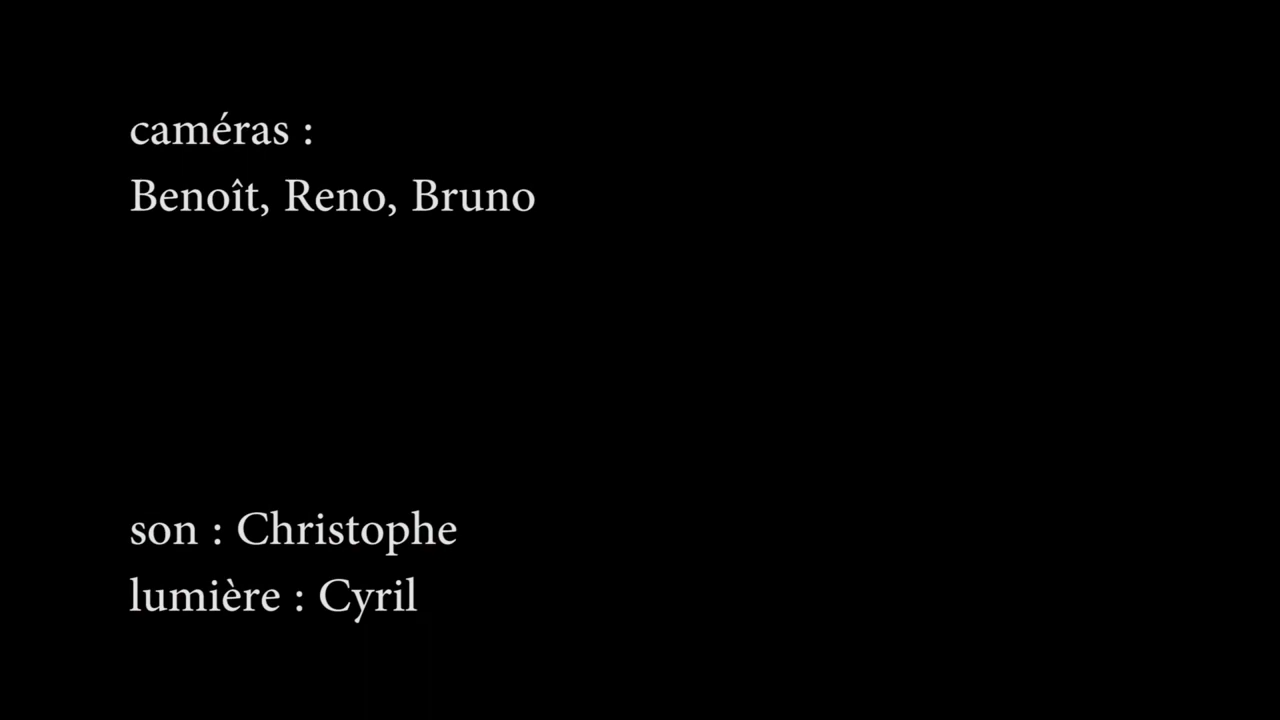 caméras :
Benoît, Reno, Bruno
son : Christophe
lumière : Cyril